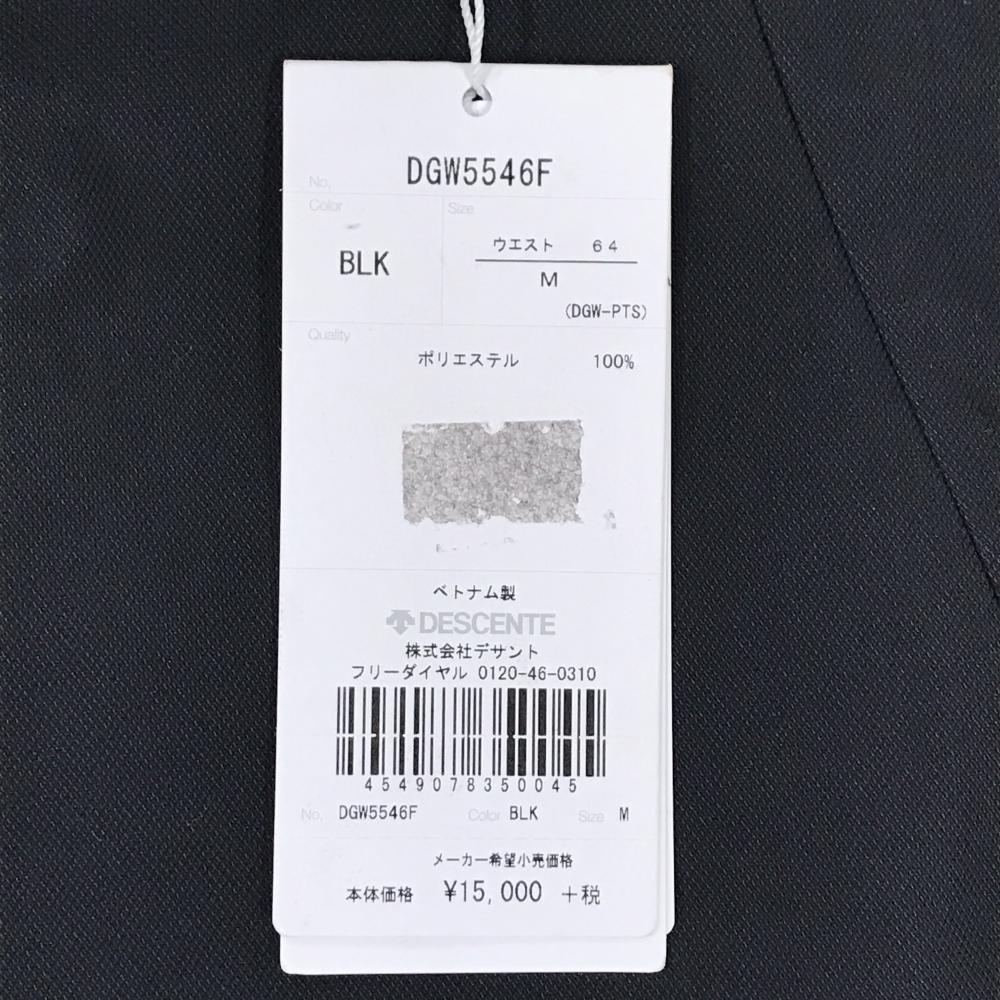 No. DGW5546F
Color Size
BLK
ウエスト 64
M
(DGW-PTS)
Quality
ポリエステル 100%
ベトナム製
DESCENTE
株式会社デサント
フリーダイヤル 0120-46-0310
4549078350045
No. DGW5546F Color BLK Size M
メーカー希望小売価格
本体価格 ¥15,000 +税